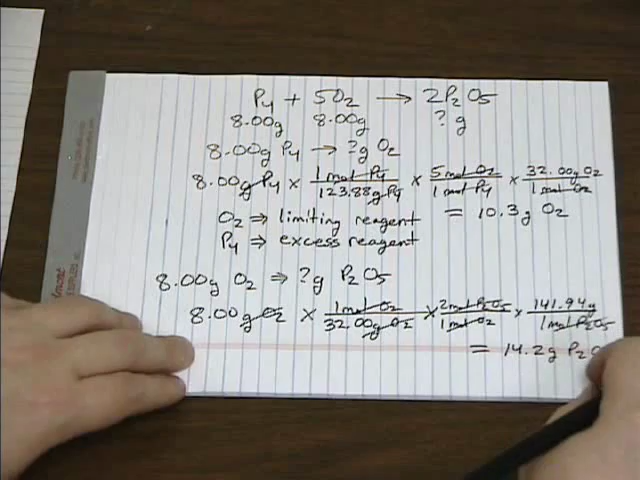 P4 + 5O2 → 2P2O5
8.00g 8.00g ? g
8.00g P4 → ?g O2
8.00g P4 × 1 mol P4 / 123.88g P4 × 5 mol O2 / 1 mol P4 × 32.00g O2 / 1 mol O2
= 10.3g O2
O2 ⇒ limiting reagent
P4 ⇒ excess reagent
8.00g O2 ⇒ ?g P2O5
8.00g O2 × 1 mol O2 / 32.00g O2 × 2 mol P2O5 / 1 mol O2 × 141.94g / 1 mol P2O5
= 14.2g P2O